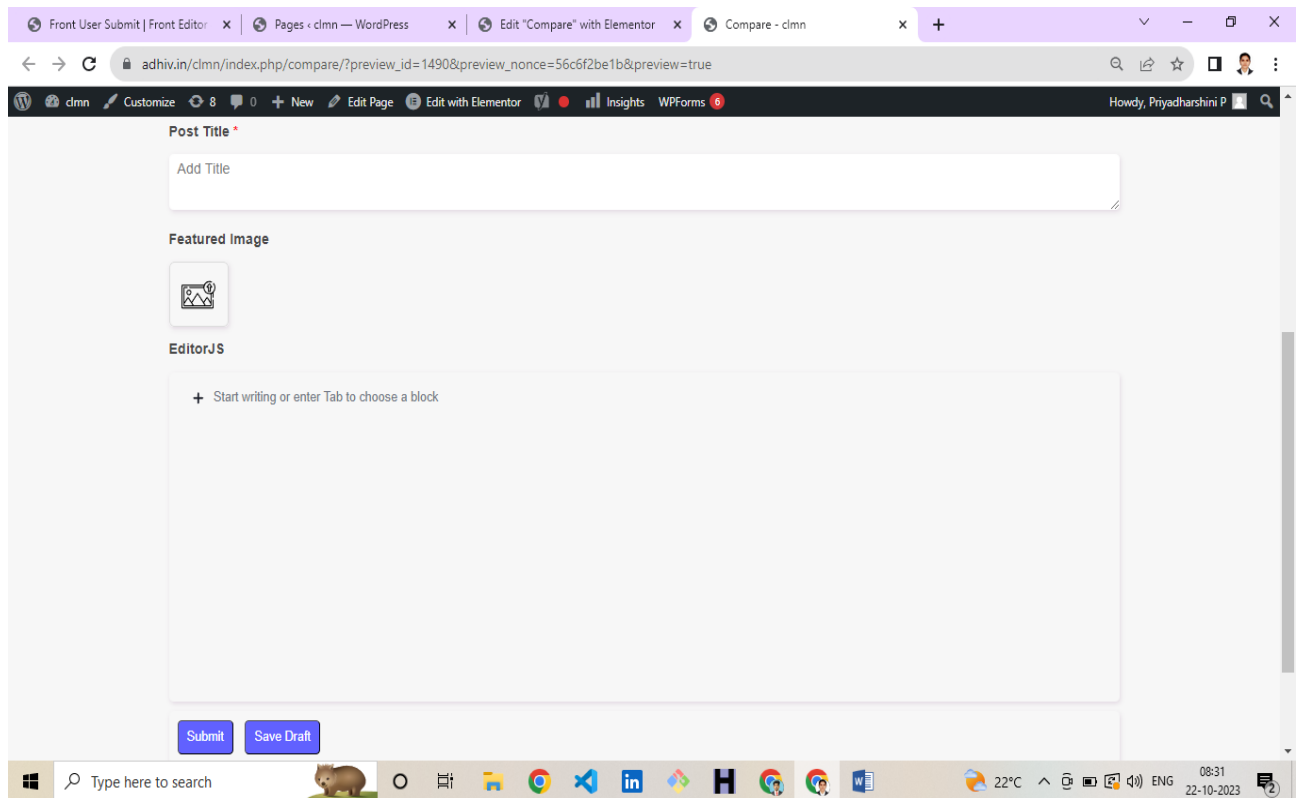 Front User Submit | Front Editor
Pages ‹ clmn — WordPress
Edit "Compare" with Elementor
Compare - clmn
adhiv.in/clmn/index.php/compare/?preview_id=1490&preview_nonce=56c6f2be1b&preview=true
clmn Customize 8 0 New Edit Page Edit with Elementor Insights WPForms 6 Howdy, Priyadharshini P
Post Title *
Add Title
Featured Image
EditorJS
+ Start writing or enter Tab to choose a block
Submit Save Draft
Type here to search
22°C ENG
08:31
22-10-2023
2